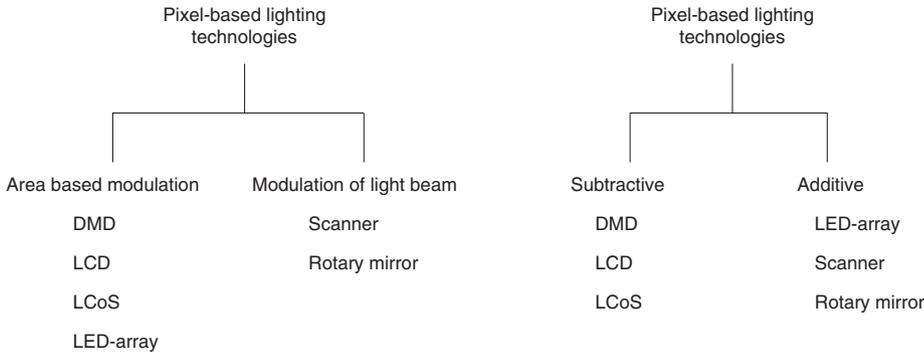 Pixel-based lighting
technologies
Area based modulation
DMD
LCD
LCoS
LED-array
Modulation of light beam
Scanner
Rotary mirror
Pixel-based lighting
technologies
Subtractive
DMD
LCD
LCoS
Additive
LED-array
Scanner
Rotary mirror